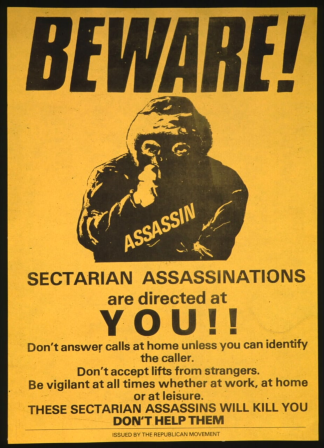 BEWARE!
ASSASSIN
SECTARIAN ASSASSINATIONS
are directed at
YOU!!
Don't answer calls at home unless you can identify
the caller.
Don't accept lifts from strangers.
Be vigilant at all times whether at work, at home
or at leisure.
THESE SECTARIAN ASSASSINS WILL KILL YOU
DON'T HELP THEM
ISSUED BY THE REPUBLICAN MOVEMENT